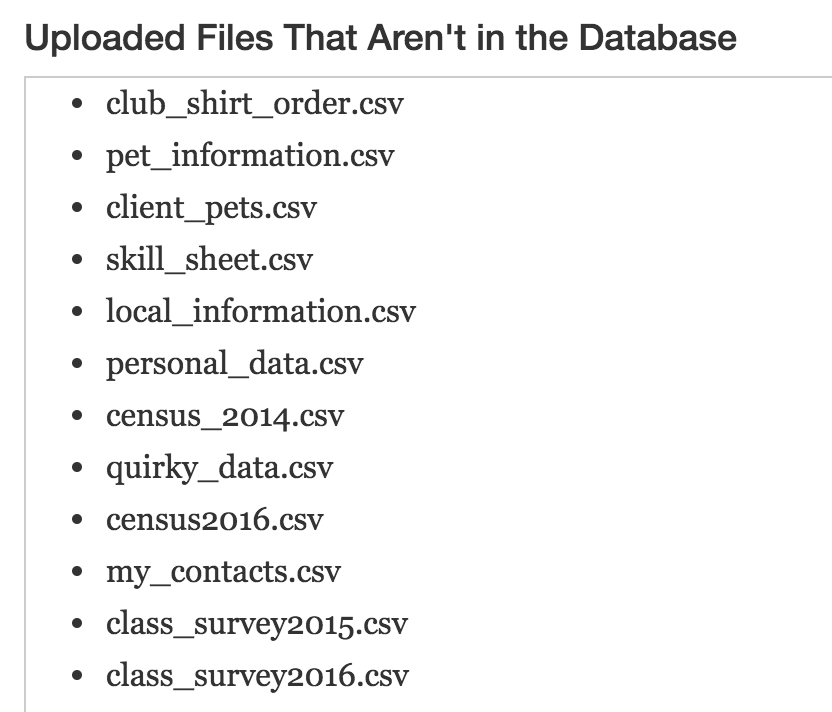 Uploaded Files That Aren't in the Database
club_shirt_order.csv
pet_information.csv
client_pets.csv
skill_sheet.csv
local_information.csv
personal_data.csv
census_2014.csv
quirky_data.csv
census2016.csv
my_contacts.csv
class_survey2015.csv
class_survey2016.csv